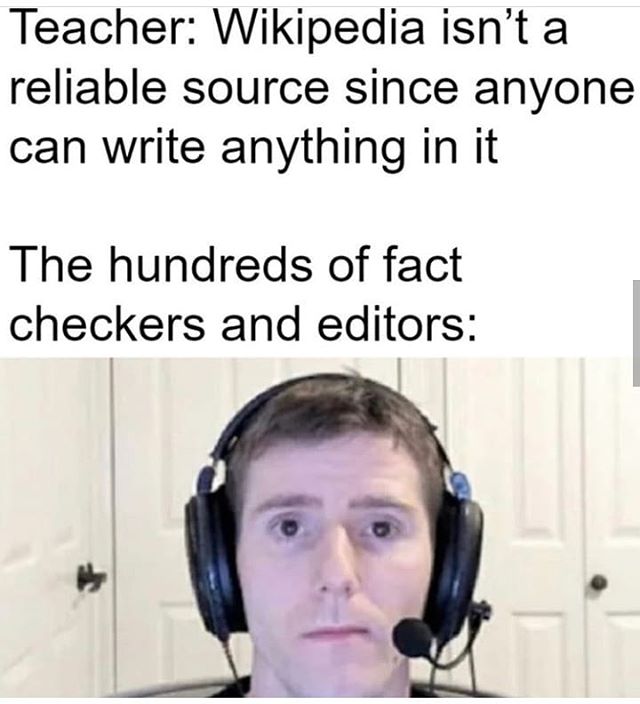 Teacher: Wikipedia isn’t a
reliable source since anyone
can write anything in it
The hundreds of fact
checkers and editors: